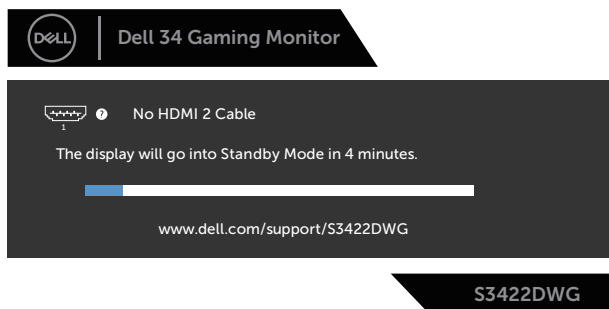 DELL
Dell 34 Gaming Monitor
? No HDMI 2 Cable
1
The display will go into Standby Mode in 4 minutes.
www.dell.com/support/S3422DWG
S3422DWG